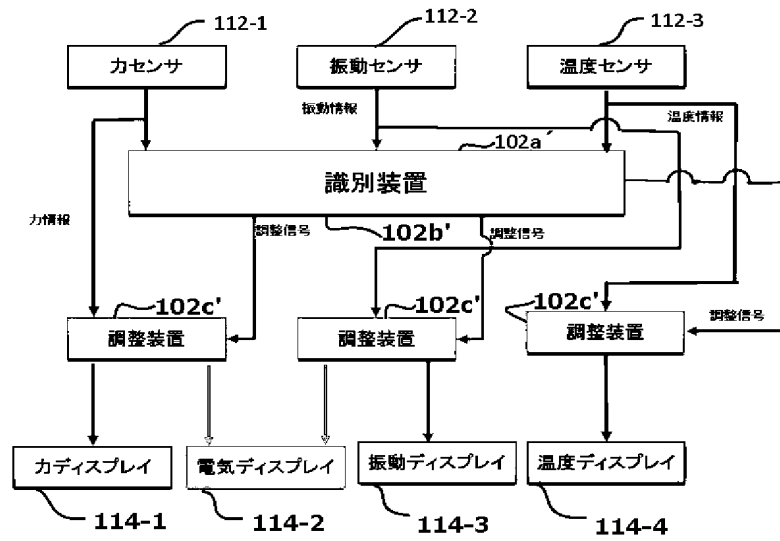 112-1
112-2
112-3
力センサ
振動センサ
温度センサ
振動情報
温度情報
102a´
識別装置
力情報
調整信号
102b'
調整信号
102c'
102c'
102c'
調整装置
調整装置
調整装置
調整信号
力ディスプレイ
電気ディスプレイ
振動ディスプレイ
温度ディスプレイ
114-1
114-2
114-3
114-4